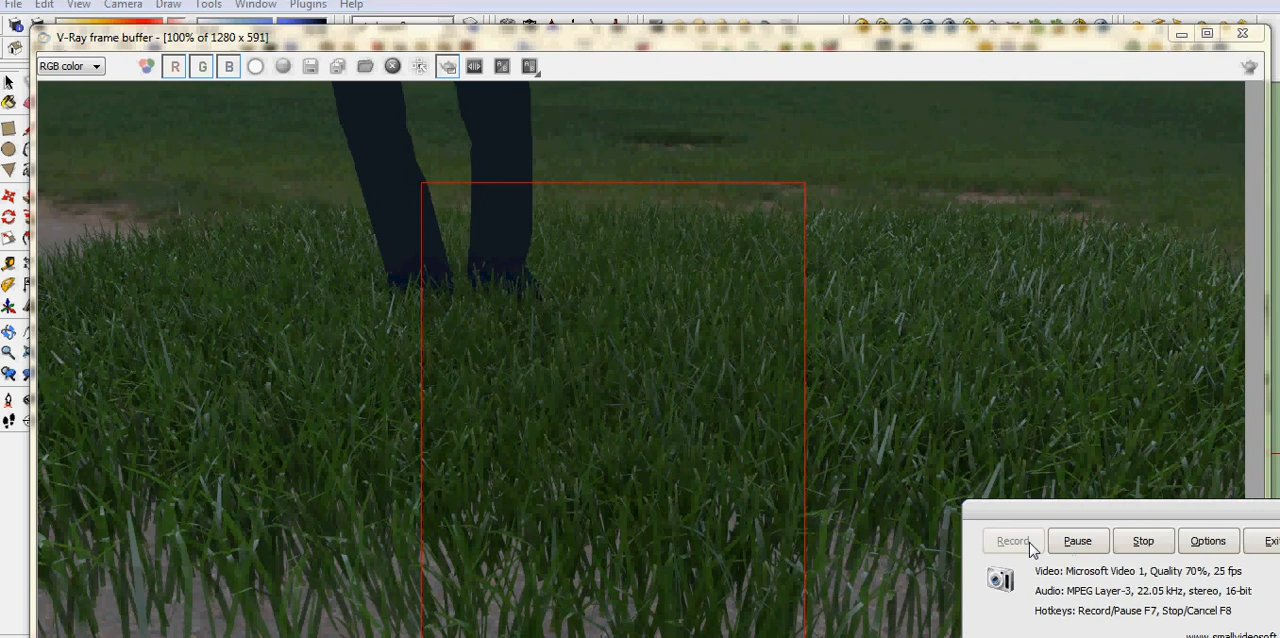 File Edit View Camera Draw Tools Window Plugins Help
V-Ray frame buffer - [100% of 1280 x 591]
RGB color R G B
Record Pause Stop Options
Video: Microsoft Video 1, Quality 70%, 25 fps
Audio: MPEG Layer-3, 22.05 kHz, stereo, 16-bit
Hotkeys: Record/Pause F7, Stop/Cancel F8